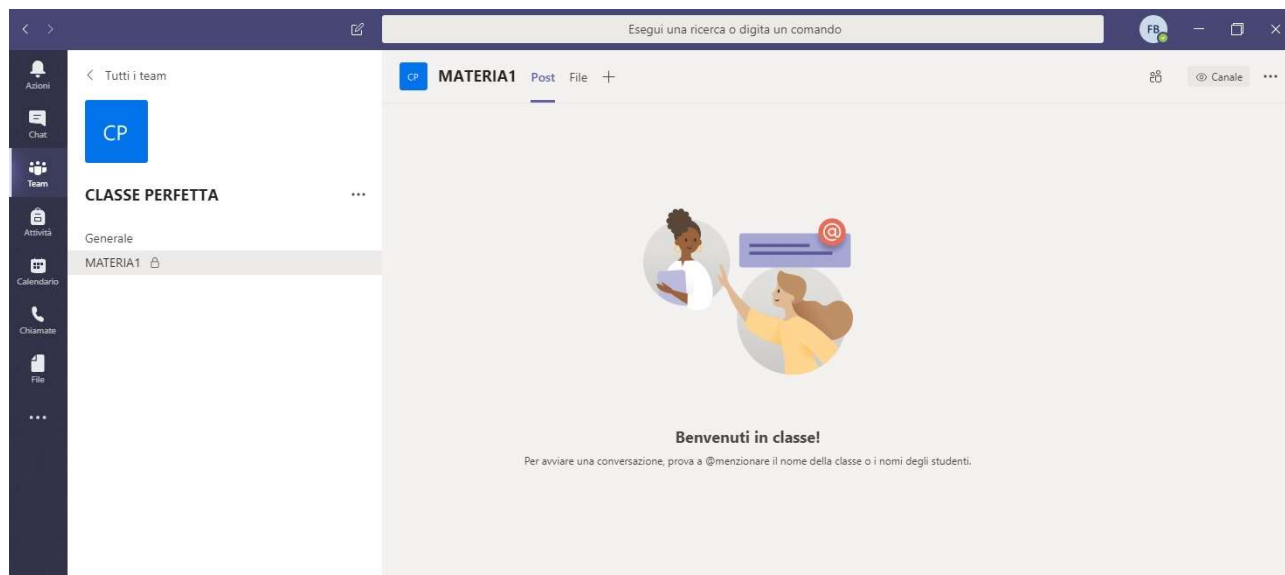 Esegui una ricerca o digita un comando
FB
Azioni
Chat
Team
Attività
Calendario
Chiamate
File
Tutti i team
CP
CLASSE PERFETTA
Generale
MATERIA1
CP MATERIA1 Post File
Canale
@
Benvenuti in classe!
Per avviare una conversazione, prova a @menzionare il nome della classe o i nomi degli studenti.